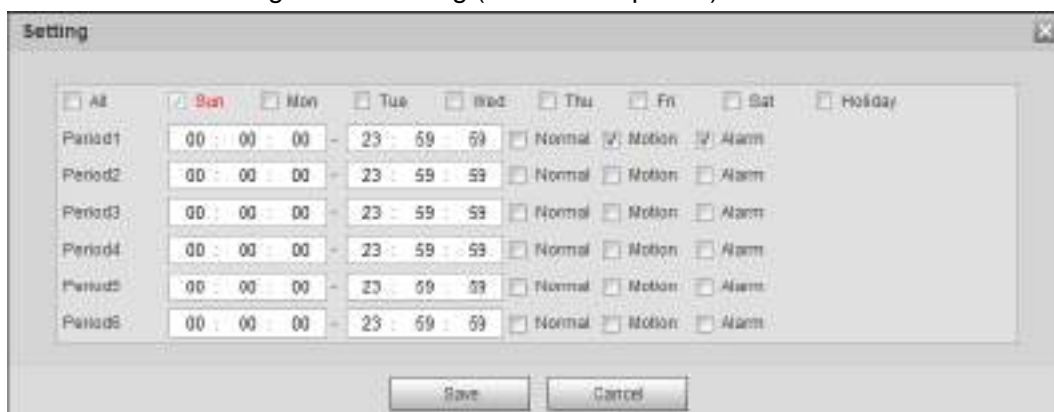 Setting
All Sun Mon Tue Wed Thu Fri Sat Holiday
Period1 00 : 00 : 00 - 23 : 59 : 59 Normal Motion Alarm
Period2 00 : 00 : 00 - 23 : 59 : 59 Normal Motion Alarm
Period3 00 : 00 : 00 - 23 : 59 : 59 Normal Motion Alarm
Period4 00 : 00 : 00 - 23 : 59 : 59 Normal Motion Alarm
Period5 00 : 00 : 00 - 23 : 59 : 59 Normal Motion Alarm
Period6 00 : 00 : 00 - 23 : 59 : 59 Normal Motion Alarm
Save Cancel